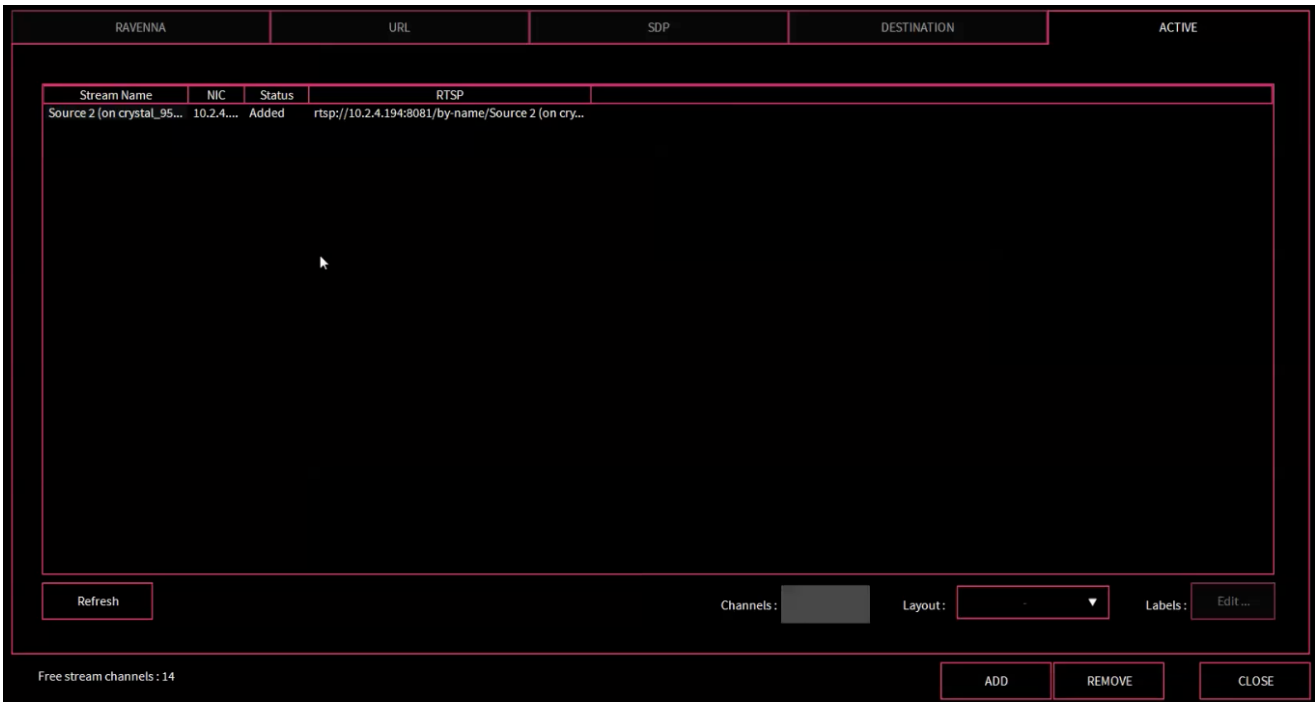 RAVENNA URL SDP DESTINATION ACTIVE
Stream Name NIC Status RTSP
Source 2 (on crystal_95... 10.2.4.... Added rtsp://10.2.4.194:8081/by-name/Source 2 (on cry...
Refresh Channels : Layout : - Labels : Edit ...
Free stream channels : 14 ADD REMOVE CLOSE